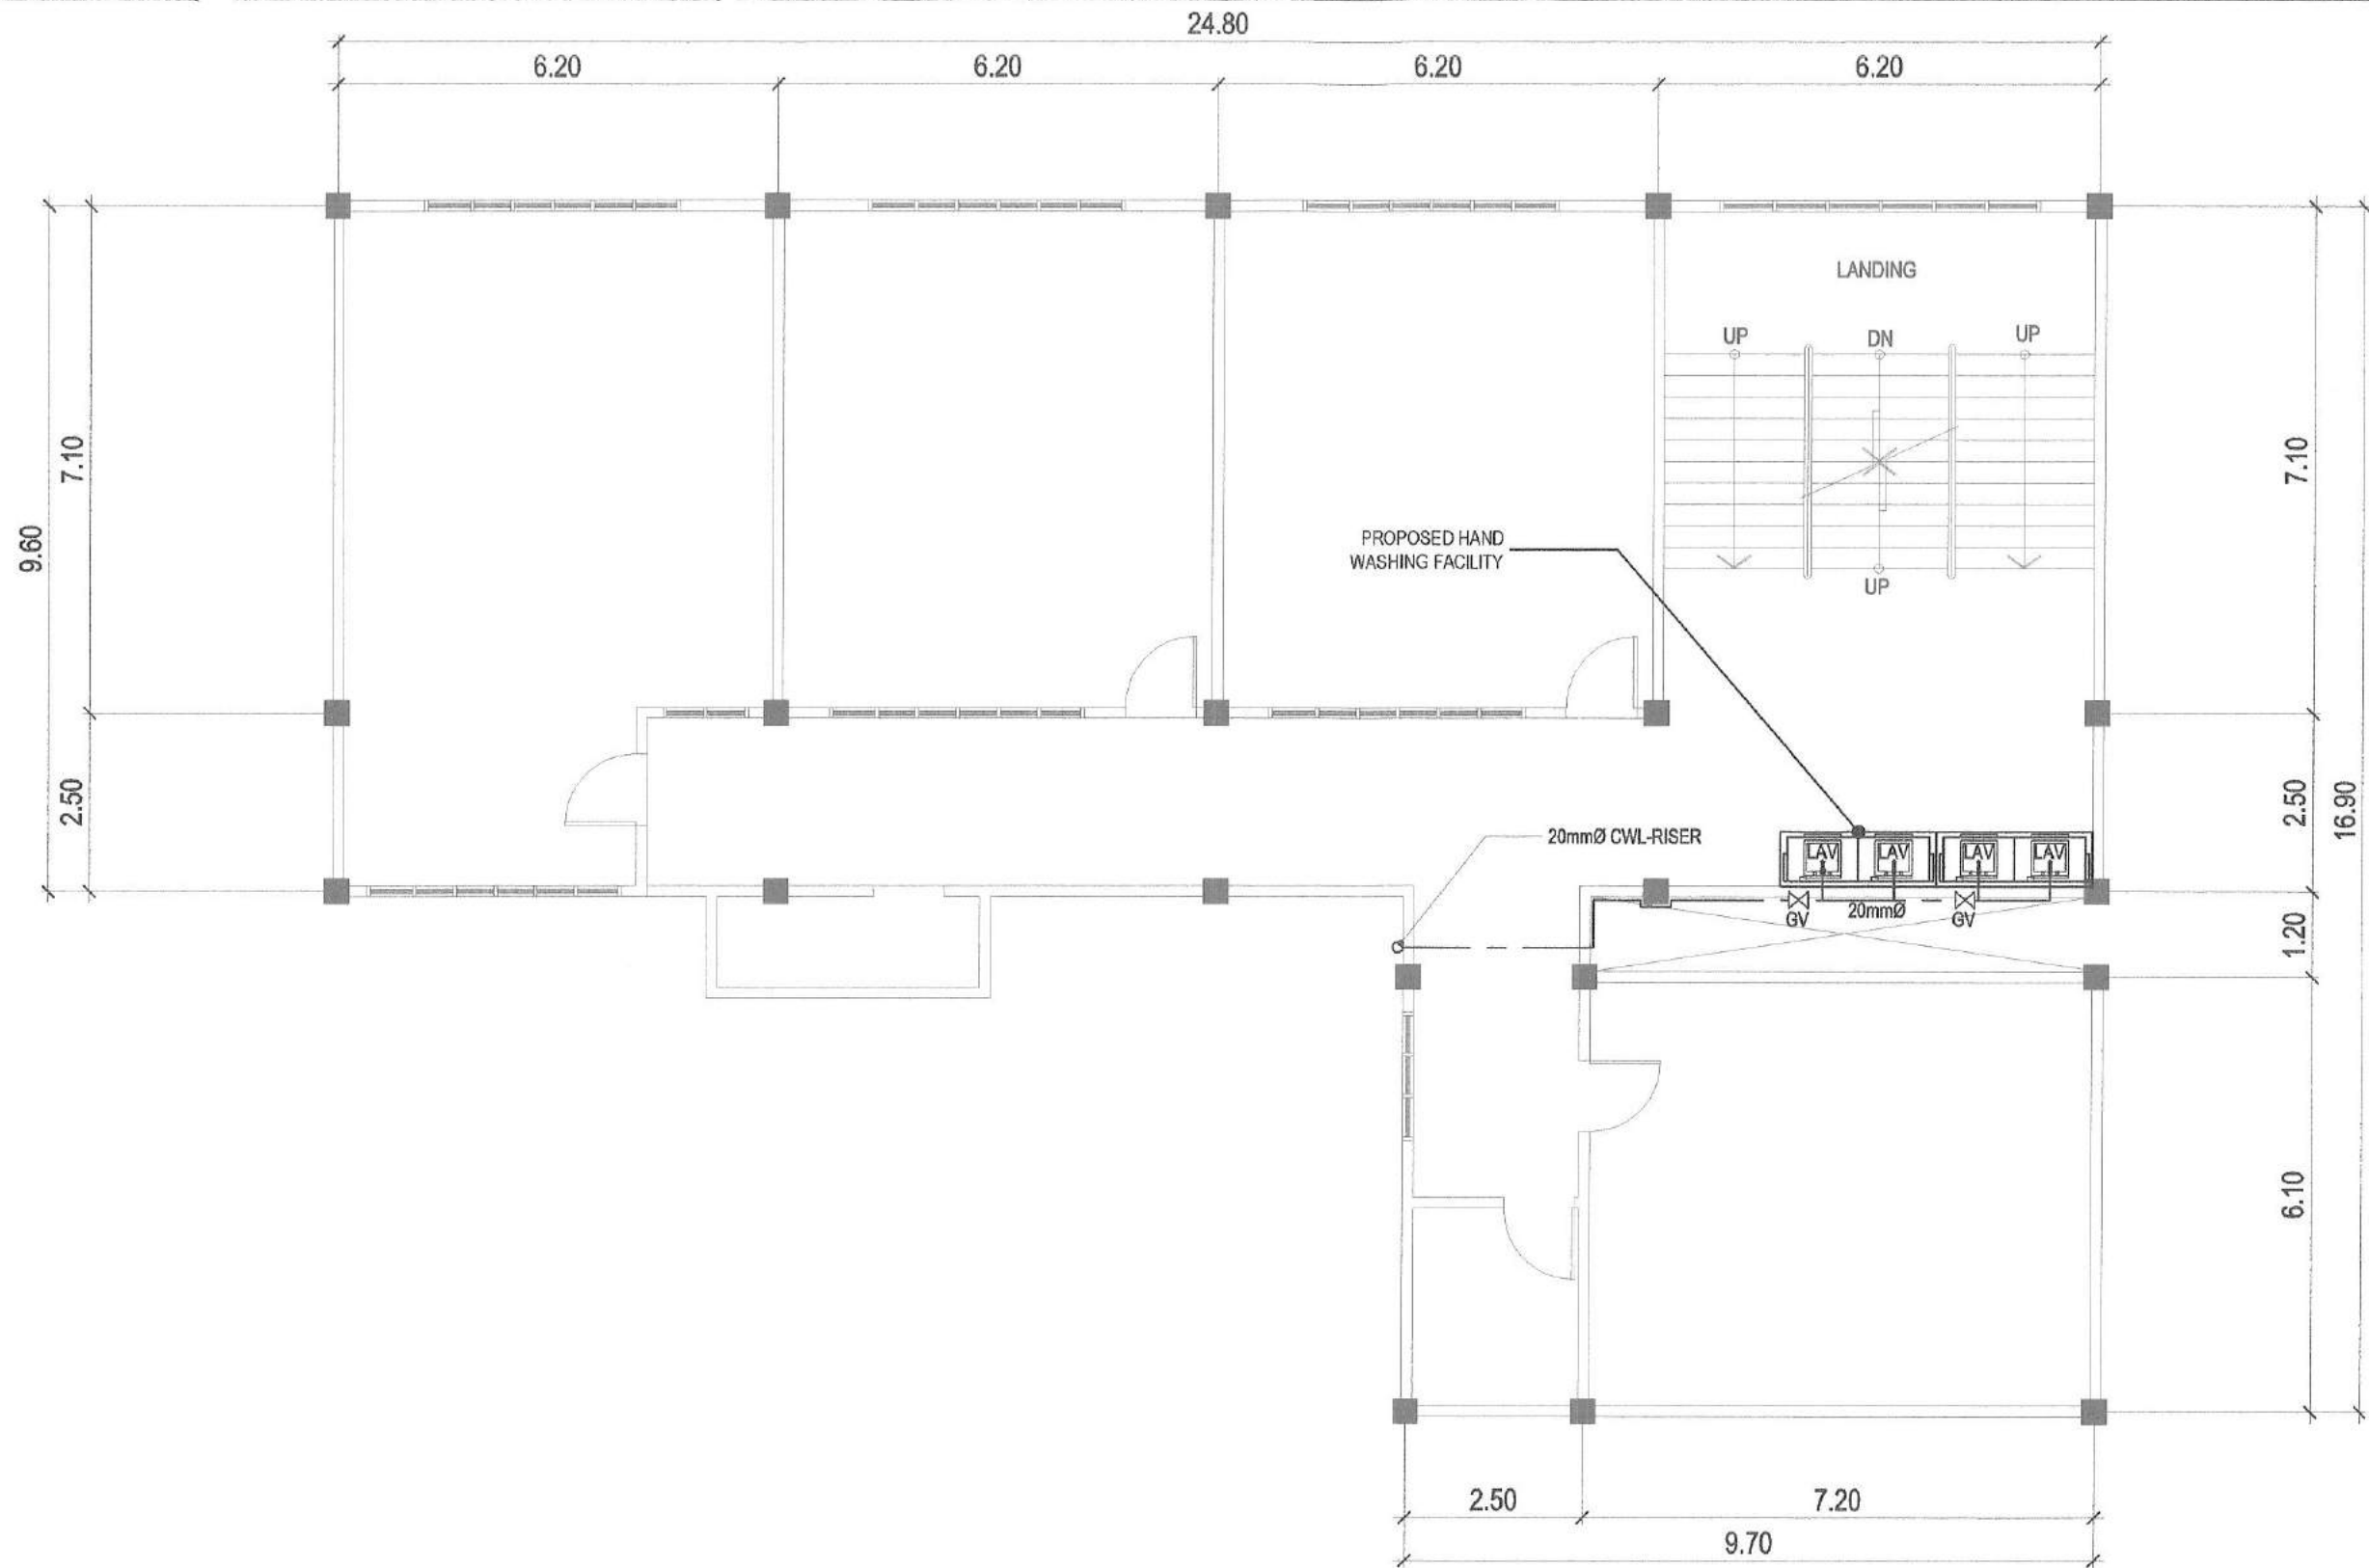 24.80
6.20
6.20
6.20
6.20
LANDING
UP
DN
UP
7.10
7.10
9.60
PROPOSED HAND
WASHING FACILITY
UP
2.50
2.50
16.90
20mmØ CWL-RISER
LAV
LAV
LAV
LAV
GV
20mmØ
GV
1.20
6.10
2.50
7.20
9.70